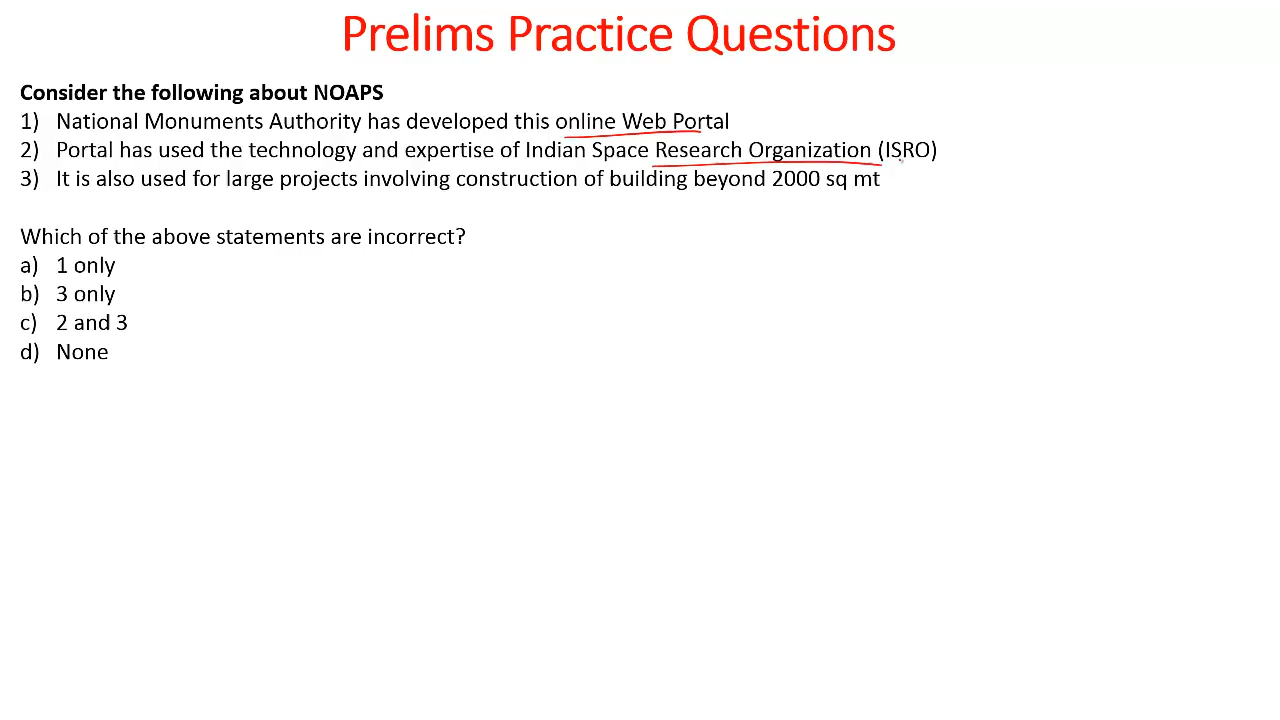 Prelims Practice Questions
Consider the following about NOAPS
1) National Monuments Authority has developed this online Web Portal
2) Portal has used the technology and expertise of Indian Space Research Organization (ISRO)
3) It is also used for large projects involving construction of building beyond 2000 sq mt
Which of the above statements are incorrect?
a) 1 only
b) 3 only
c) 2 and 3
d) None